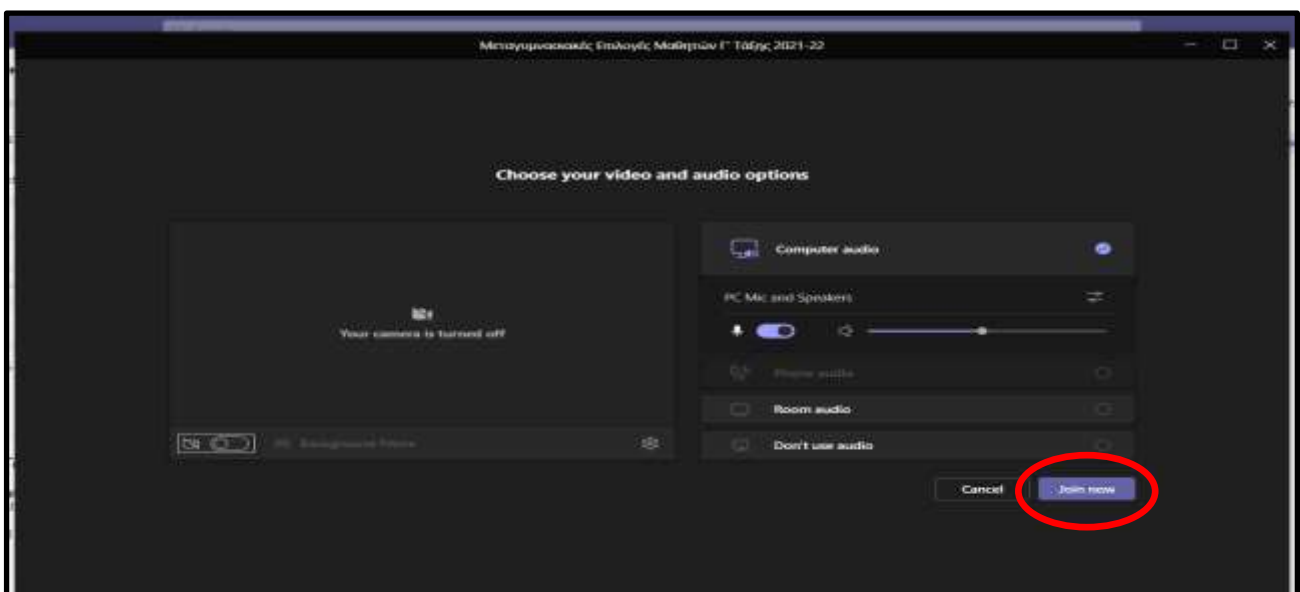 Μεταγυμνασιακές Επιλογές Μαθητών Γ' Τάξης 2021-22
Choose your video and audio options
Your camera is turned off
Computer audio
PC Mic and Speakers
Phone audio
Room audio
Don't use audio
Cancel
Join now